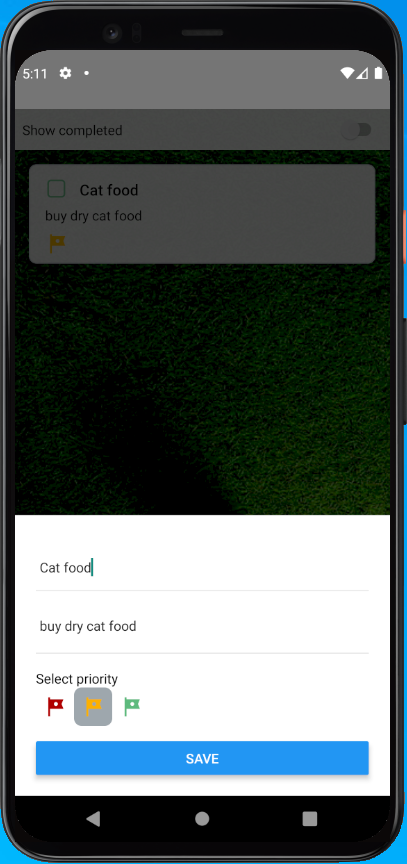 5:11
Show completed
Cat food
buy dry cat food
Cat food
buy dry cat food
Select priority
SAVE